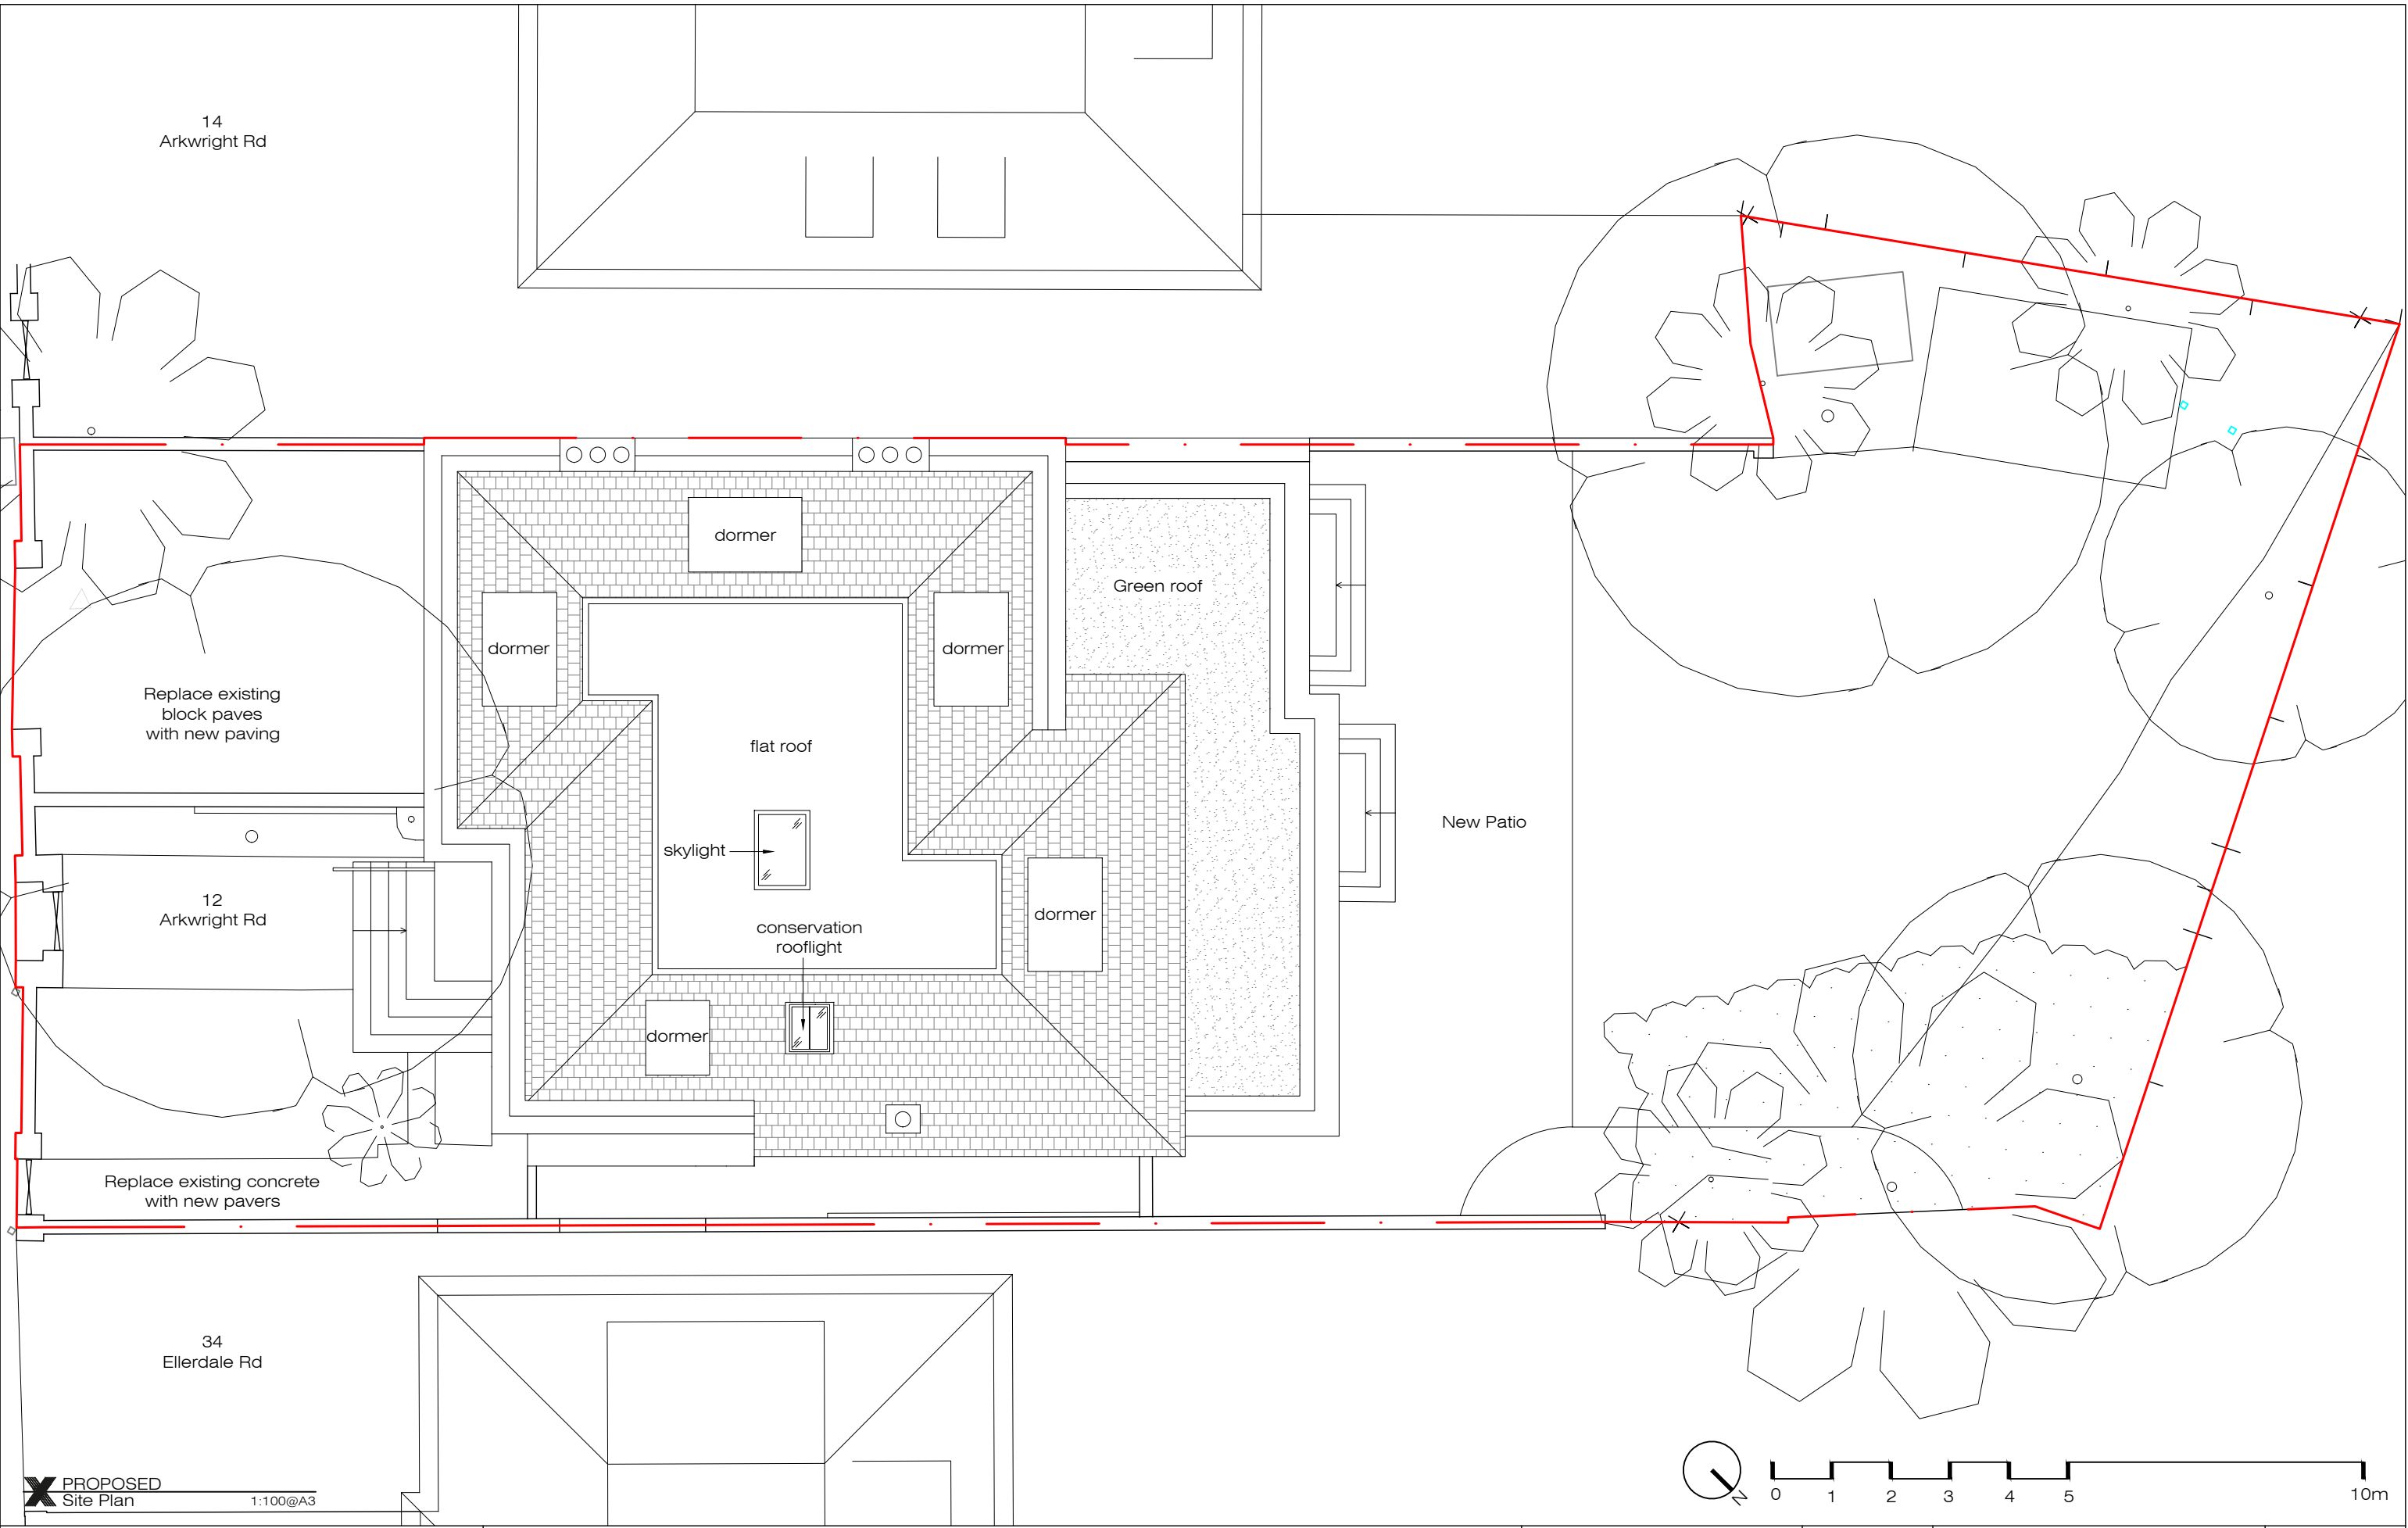 14
Arkwright Rd
dormer
Green roof
dormer
dormer
Replace existing
block paves
with new paving
flat roof
New Patio
skylight
12
Arkwright Rd
dormer
conservation
rooflight
dormer
Replace existing concrete
with new pavers
34
Ellerdale Rd
PROPOSED
Site Plan
1:100@A3
N
0 1 2 3 4 5 10m